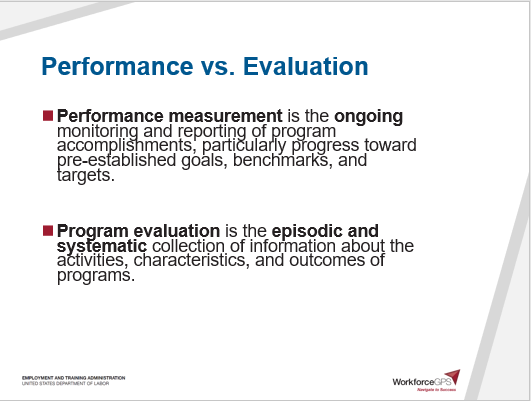 Performance vs. Evaluation
Performance measurement is the ongoing
monitoring and reporting of program
accomplishments, particularly progress toward
pre-established goals, benchmarks, and
targets.
Program evaluation is the episodic and
systematic collection of information about the
activities, characteristics, and outcomes of
programs.
EMPLOYMENT AND TRAINING ADMINISTRATION
UNITED STATES DEPARTMENT OF LABOR
WorkforceGPS
Navigate to Success